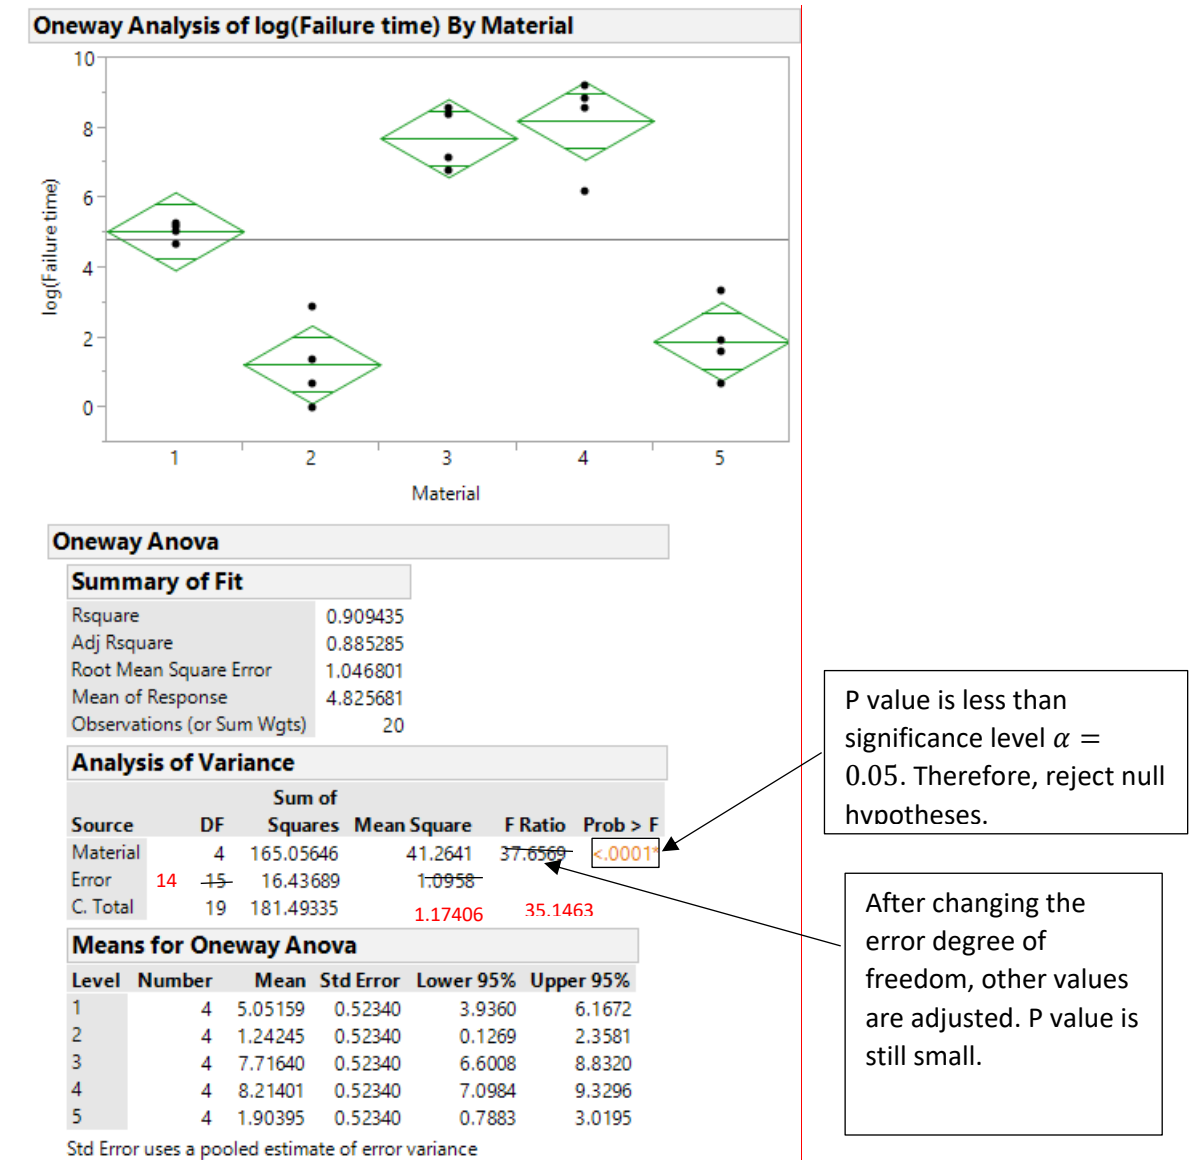 Oneway Analysis of log(Failure time) By Material
10
8
6
4
2
0
log(Failure time)
1 2 3 4 5
Material
Oneway Anova
Summary of Fit
Rsquare 0.909435
Adj Rsquare 0.885285
Root Mean Square Error 1.046801
Mean of Response 4.825681
Observations (or Sum Wgts) 20
Analysis of Variance
Sum of
Source DF Squares Mean Square F Ratio Prob > F
Material 4 165.05646 41.2641 37.6569 <.0001*
Error 14 15 16.43689 1.0958
C. Total 19 181.49335 1.17406 35.1463
Means for Oneway Anova
Level Number Mean Std Error Lower 95% Upper 95%
1 4 5.05159 0.52340 3.9360 6.1672
2 4 1.24245 0.52340 0.1269 2.3581
3 4 7.71640 0.52340 6.6008 8.8320
4 4 8.21401 0.52340 7.0984 9.3296
5 4 1.90395 0.52340 0.7883 3.0195
Std Error uses a pooled estimate of error variance
P value is less than
significance level α =
0.05. Therefore, reject null
hypotheses.
After changing the
error degree of
freedom, other values
are adjusted. P value is
still small.